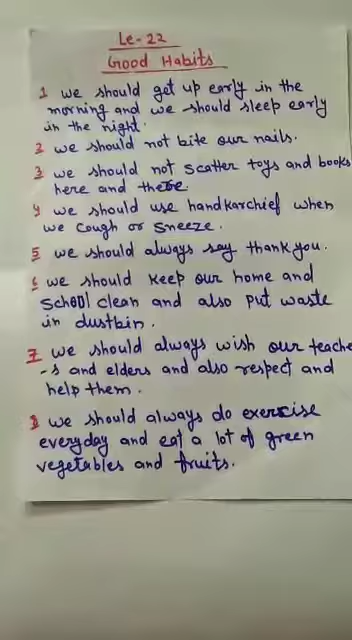 Le-22
Good Habits
1 we should get up early in the
morning and we should sleep early
in the night.
2 we should not bite our nails.
3 we should not scatter toys and books
here and there.
4 we should use handkarchief when
we cough or sneeze.
5 we should always say thank you.
6 we should keep our home and
school clean and also put waste
in dustbin.
7 we should always wish our teache
-s and elders and also respect and
help them.
8 we should always do exercise
everyday and eat a lot of green
vegetables and fruits.